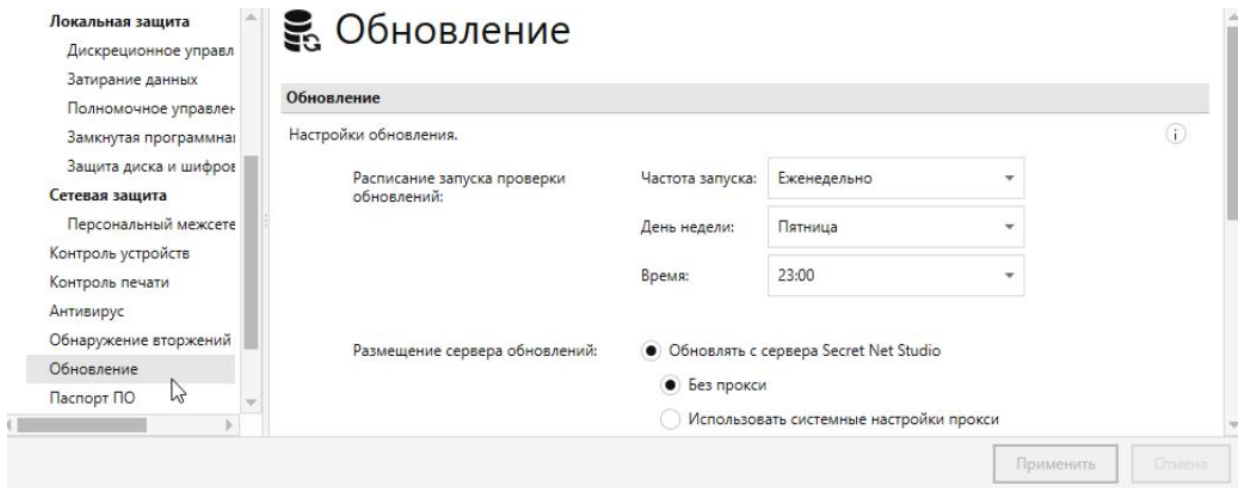 Локальная защита
Дискреционное управл
Затирание данных
Полномочное управлен
Замкнутая программна
Защита диска и шифров
Сетевая защита
Персональный межсете
Контроль устройств
Контроль печати
Антивирус
Обнаружение вторжений
Обновление
Паспорт ПО
Обновление
Обновление
Настройки обновления.
Расписание запуска проверки
обновлений:
Частота запуска: Еженедельно
День недели: Пятница
Время: 23:00
Размещение сервера обновлений:
Обновлять с сервера Secret Net Studio
Без прокси
Использовать системные настройки прокси
Применить
Отмена